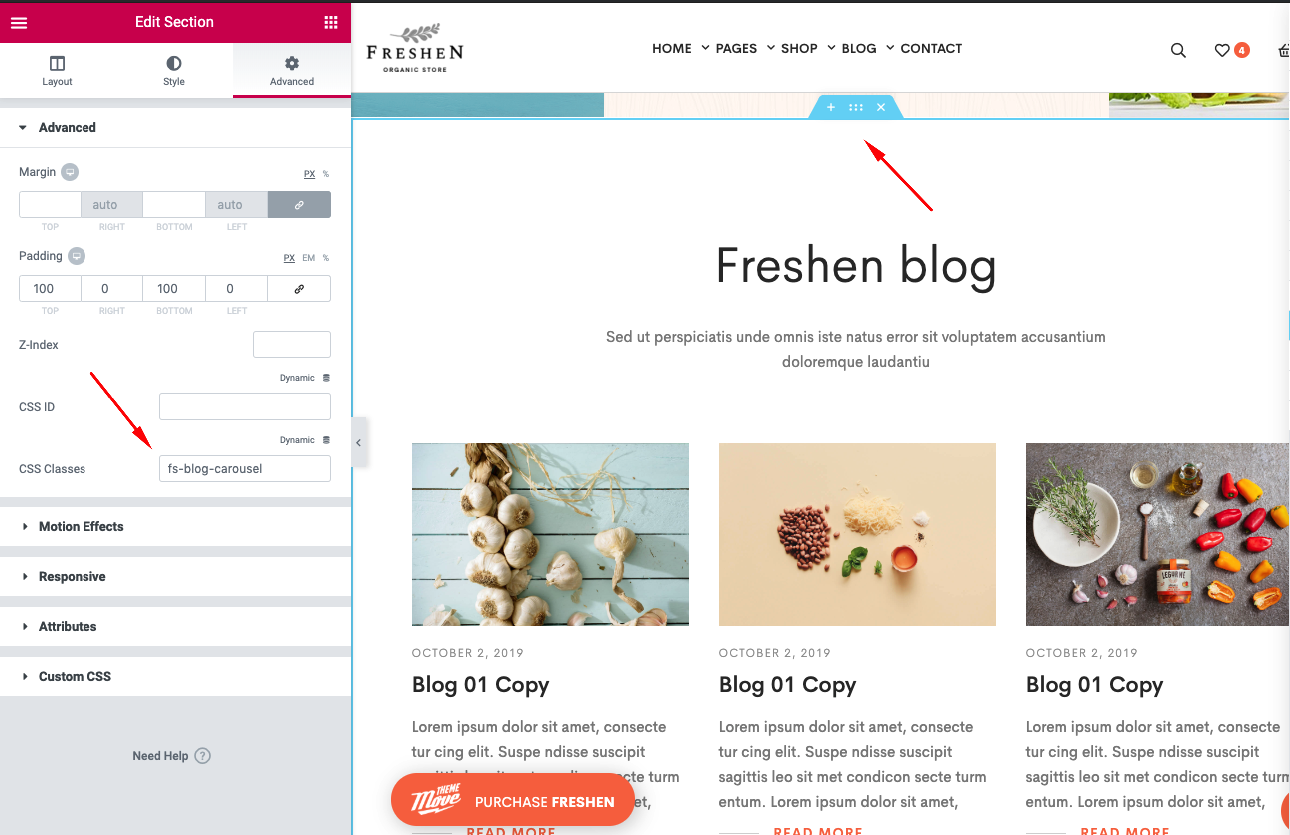 Edit Section
Layout
Style
Advanced
Advanced
Margin
PX %
auto auto
TOP RIGHT BOTTOM LEFT
Padding
PX EM %
100 0 100 0
TOP RIGHT BOTTOM LEFT
Z-Index
Dynamic
CSS ID
Dynamic
CSS Classes fs-blog-carousel
Motion Effects
Responsive
Attributes
Custom CSS
Need Help ?
FRESHEN
ORGANIC STORE
HOME PAGES SHOP BLOG CONTACT
4
Freshen blog
Sed ut perspiciatis unde omnis iste natus error sit voluptatem accusantium
doloremque laudantiu
OCTOBER 2, 2019
Blog 01 Copy
Lorem ipsum dolor sit amet, consecte
tur cing elit. Suspe ndisse suscipit
sagittis leo sit met condicon secte turm
et,
READ MORE
OCTOBER 2, 2019
Blog 01 Copy
Lorem ipsum dolor sit amet, consecte
tur cing elit. Suspe ndisse suscipit
sagittis leo sit met condicon secte turm
entum. Lorem ipsum dolor sit amet,
READ MORE
LEGURME
OCTOBER 2, 2019
Blog 01 Copy
Lorem ipsum dolor sit amet, consecte
tur cing elit. Suspe ndisse suscipit
sagittis leo sit met condicon secte turm
entum. Lorem ipsum dolor sit amet,
READ MORE
THEME
Move
PURCHASE FRESHEN